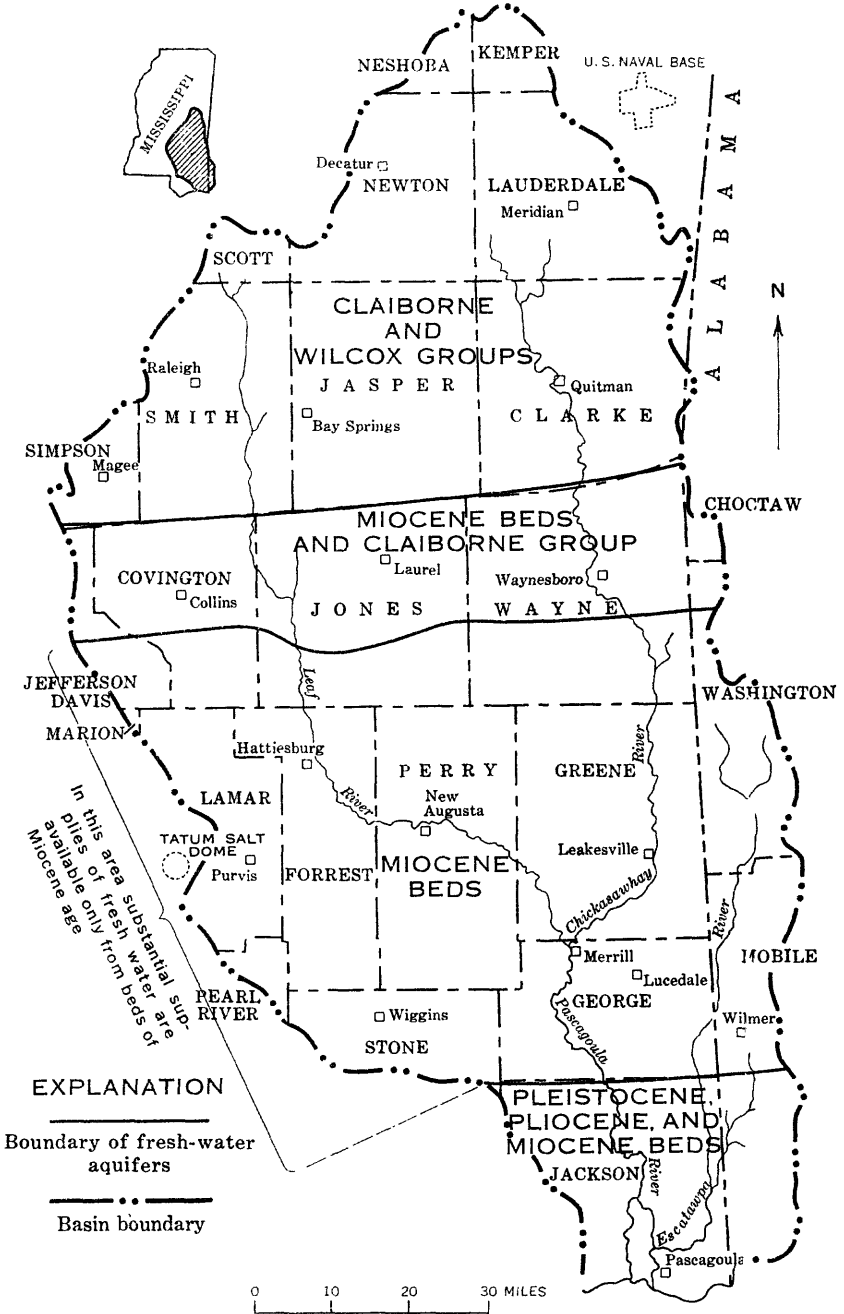 NESHOBA
KEMPER
U.S. NAVAL BASE
MISSISSIPPI
ALABAMA
Decatur
NEWTON
LAUDERDALE
Meridian
SCOTT
N
CLAIBORNE
AND
WILCOX GROUPS
Raleigh
JASPER
Quitman
SMITH
Bay Springs
CLARKE
SIMPSON
Magee
CHOCTAW
MIOCENE BEDS
AND CLAIBORNE GROUP
COVINGTON
Laurel
Waynesboro
Collins
JONES
WAYNE
JEFFERSON
DAVIS
Leaf
WASHINGTON
MARION
Hattiesburg
River
PERRY
GREENE
LAMAR
River
New
Augusta
TATUM SALT
DOME
Purvis
FORREST
MIOCENE
BEDS
Leakesville
Chickasawhay
River
In this area substantial sup-
plies of fresh water are
available only from beds of
Miocene age
Merrill
MOBILE
Lucedale
PEARL
RIVER
GEORGE
Wiggins
Pascagoula
Wilmer
STONE
EXPLANATION
PLEISTOCENE,
PLIOCENE, AND
MIOCENE BEDS
Boundary of fresh-water
aquifers
JACKSON
River
Escatawpa
Basin boundary
Pascagoula
0 10 20 30 MILES